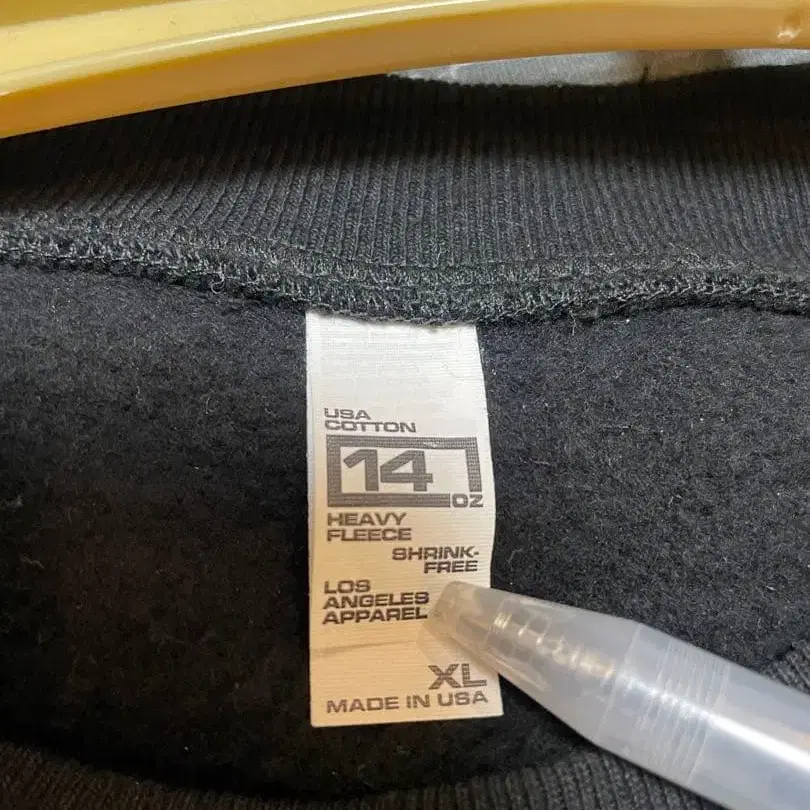 USA
COTTON
14 OZ
HEAVY
FLEECE
SHRINK-
FREE
LOS
ANGELES
APPAREL
XL
MADE IN USA